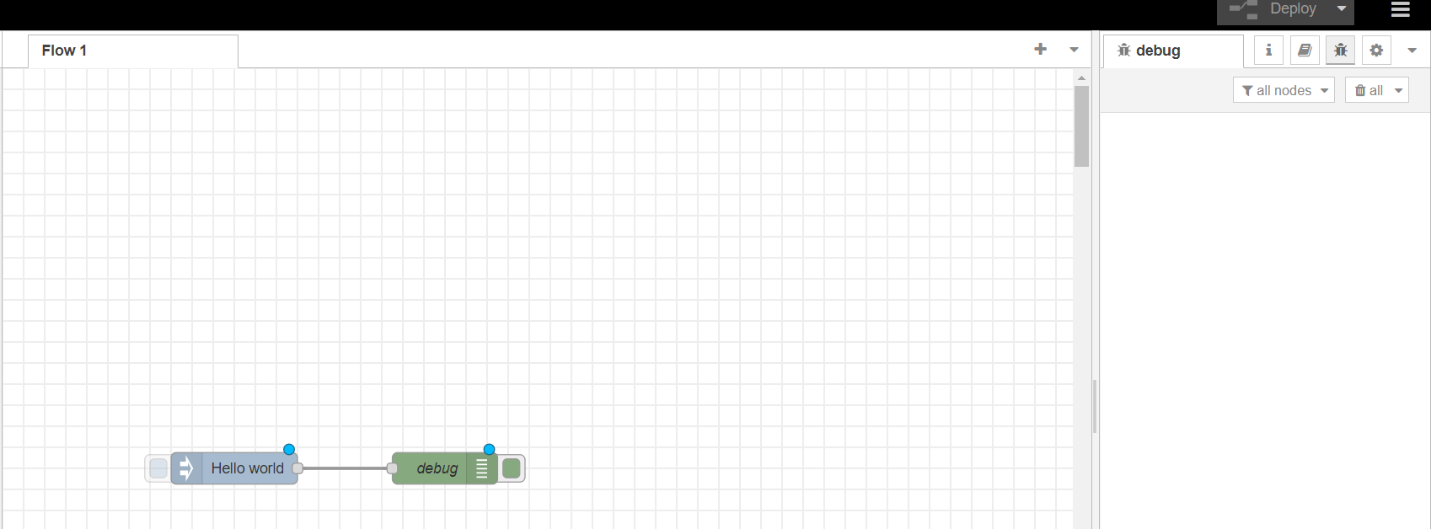 Deploy
Flow 1
debug
all nodes
all
Hello world
debug